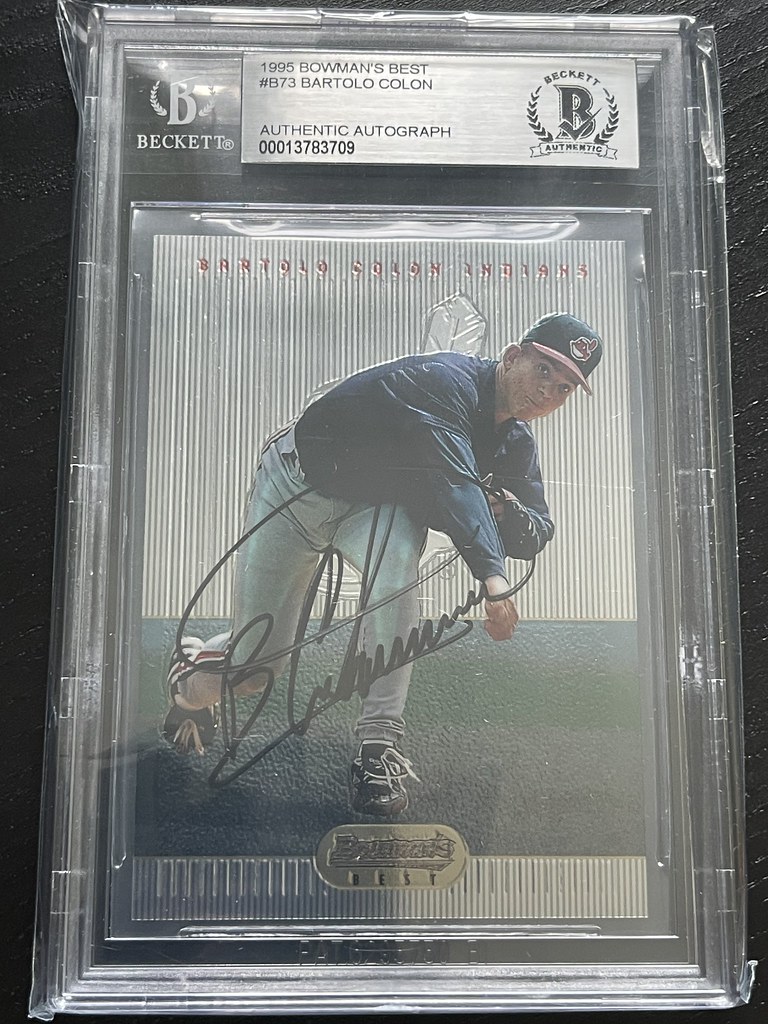 1995 BOWMAN'S BEST
#B73 BARTOLO COLON
AUTHENTIC AUTOGRAPH
00013783709
B
BECKETT®
BECKETT
B
AUTHENTIC
BARTOLO COLON INDIANS
BOWMAN'S
BEST